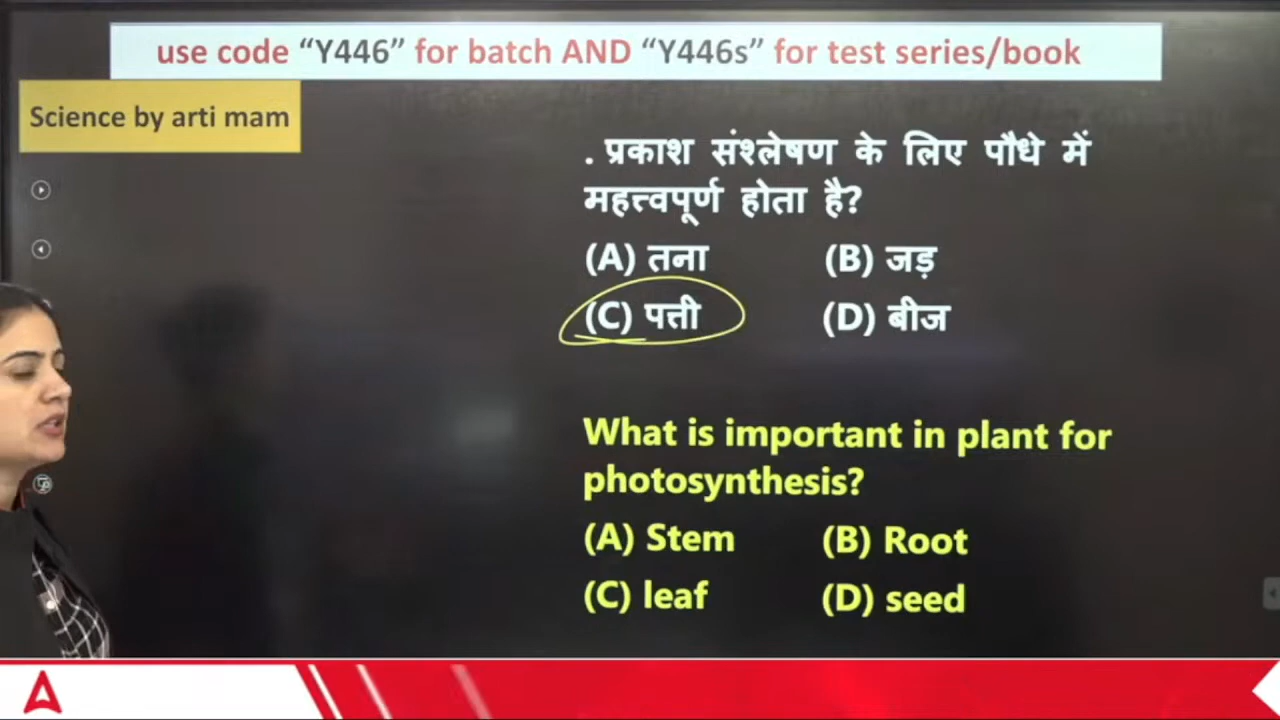 use code “Y446” for batch AND “Y446s” for test series/book
Science by arti mam
. प्रकाश संश्लेषण के लिए पौधे में
महत्त्वपूर्ण होता है?
(A) तना (B) जड़
(C) पत्ती (D) बीज
What is important in plant for
photosynthesis?
(A) Stem (B) Root
(C) leaf (D) seed